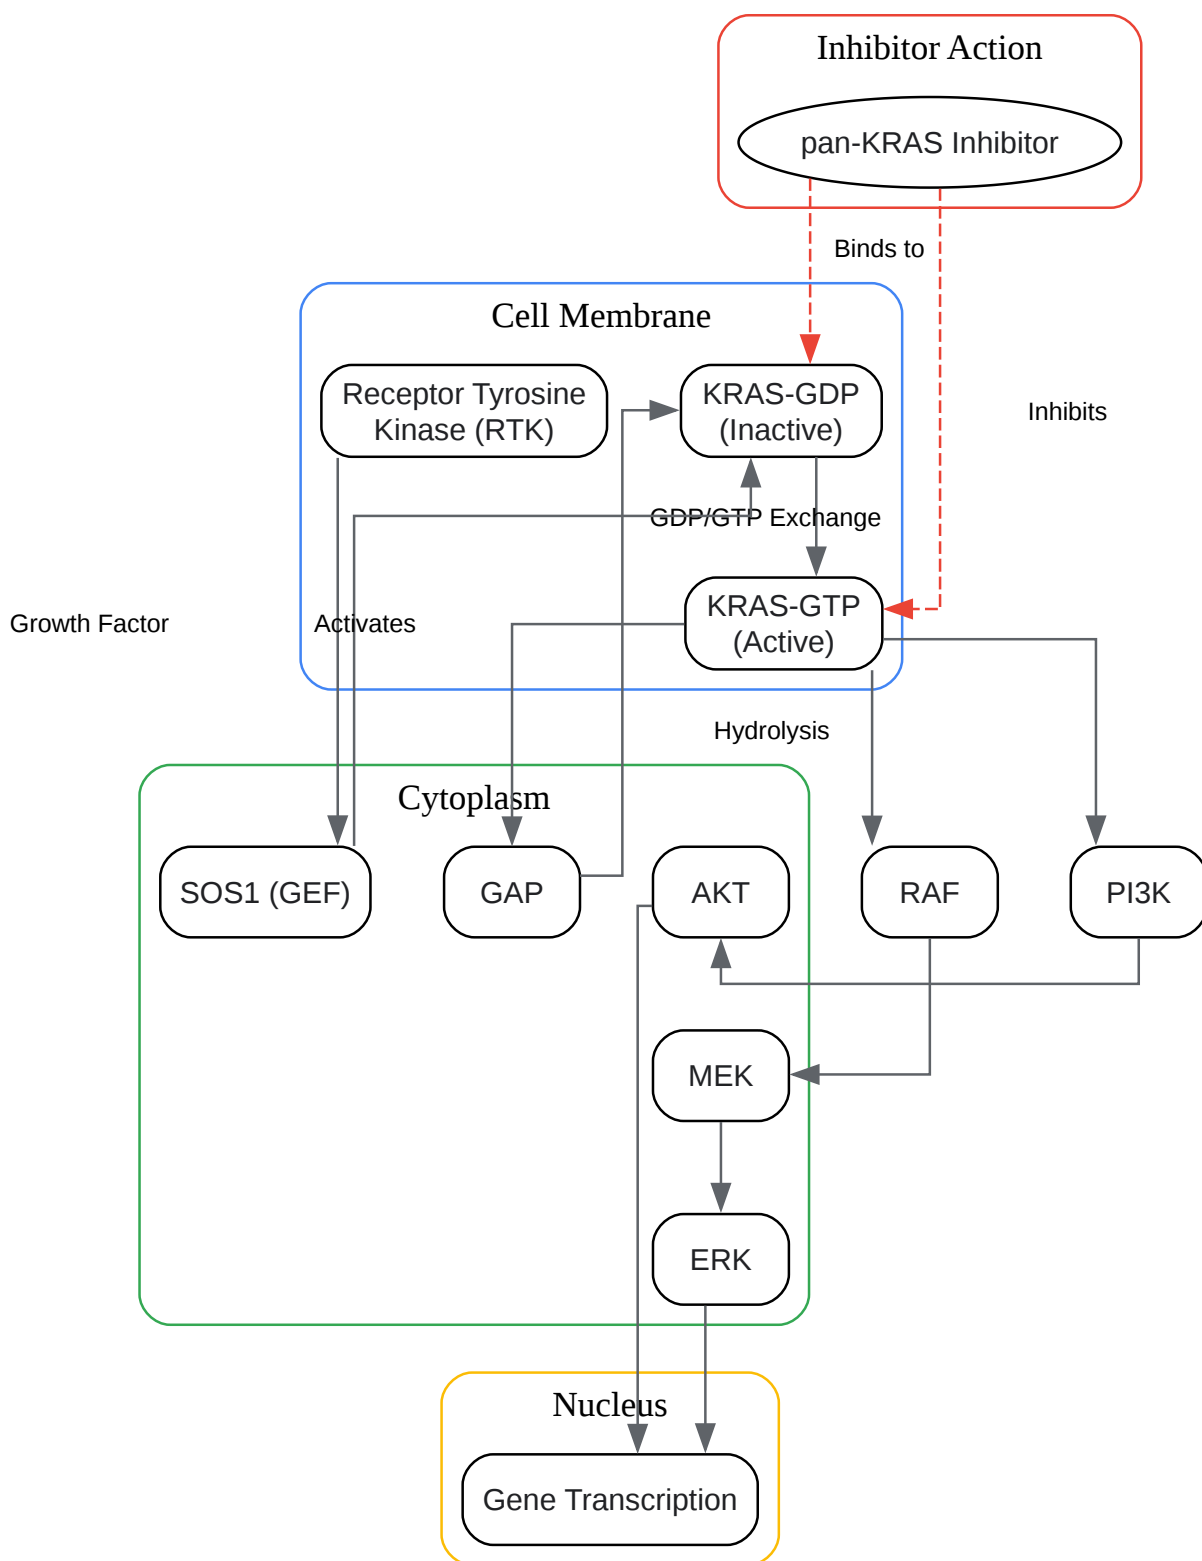 Inhibitor Action
pan-KRAS Inhibitor
Binds to
Cell Membrane
Receptor Tyrosine
Kinase (RTK)
KRAS-GDP
(Inactive)
Inhibits
GDP/GTP Exchange
Growth Factor
Activates
KRAS-GTP
(Active)
Hydrolysis
Cytoplasm
SOS1 (GEF)
GAP
AKT
RAF
PI3K
MEK
ERK
Nucleus
Gene Transcription